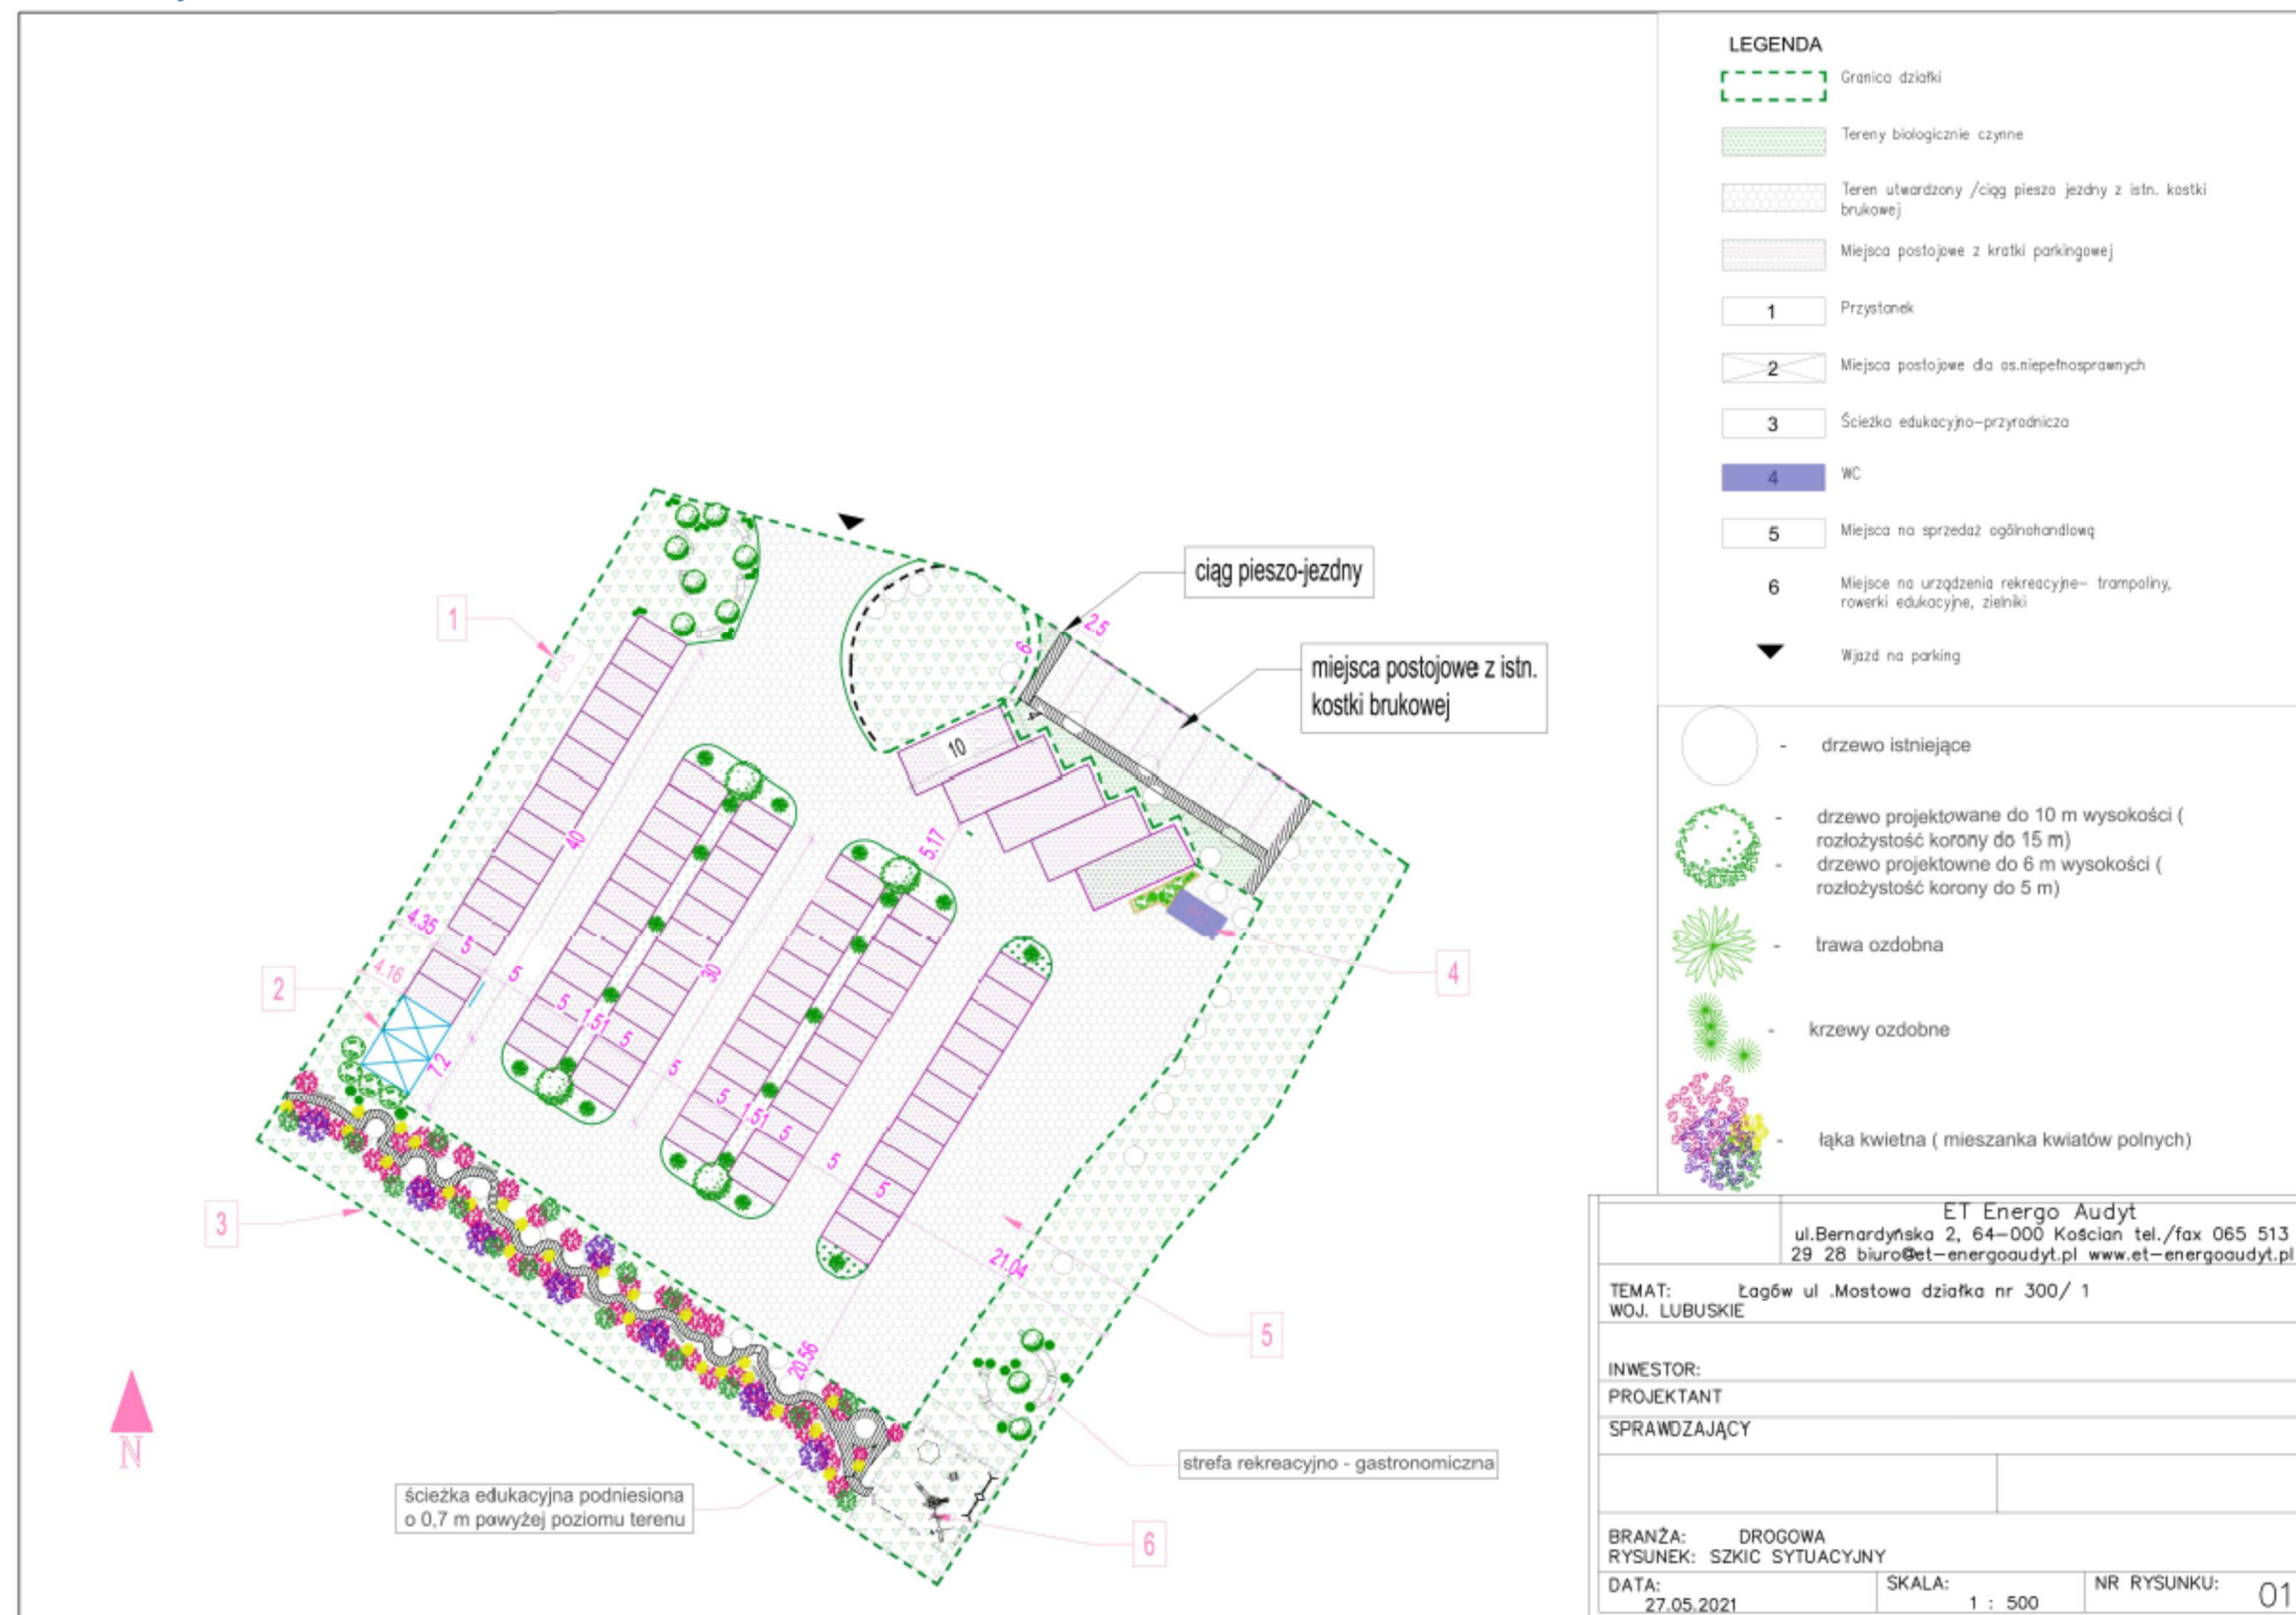 LEGENDA
Granica działki
Tereny biologicznie czynne
Teren utwardzony /ciąg pieszo jezdny z istn. kostki
brukowej
Miejsca postojowe z kratki parkingowej
1
Przystanek
2
Miejsca postojowe dla os.niepełnosprawnych
3
Ścieżka edukacyjno-przyrodnicza
4
WC
5
Miejsca na sprzedaż ogólnohandlową
6
Miejsce na urządzenia rekreacyjne- trampoliny,
rowerki edukacyjne, zielniki
Wjazd na parking
- drzewo istniejące
- drzewo projektowane do 10 m wysokości (
rozłożystość korony do 15 m)
- drzewo projektowne do 6 m wysokości (
rozłożystość korony do 5 m)
- trawa ozdobna
- krzewy ozdobne
- łąka kwietna ( mieszanka kwiatów polnych)
ciąg pieszo-jezdny
miejsca postojowe z istn.
kostki brukowej
1
BUS
2.5
6
4
10
40
5.17
4.35
5
5
4.16
2
30
4
5
1.51
5
7.2
5
5
1.51
5
5
5
3
21.04
5
20.56
strefa rekreacyjno - gastronomiczna
ścieżka edukacyjna podniesiona
o 0,7 m powyżej poziomu terenu
6
N
ET Energo Audyt
ul.Bernardyńska 2, 64-000 Kościan tel./fax 065 513
29 28 biuro@et-energoaudyt.pl www.et-energoaudyt.pl
TEMAT: Łagów ul .Mostowa działka nr 300/ 1
WOJ. LUBUSKIE
INWESTOR:
PROJEKTANT
SPRAWDZAJĄCY
BRANŻA: DROGOWA
RYSUNEK: SZKIC SYTUACYJNY
DATA: SKALA: NR RYSUNKU: 01
27.05.2021 1 : 500